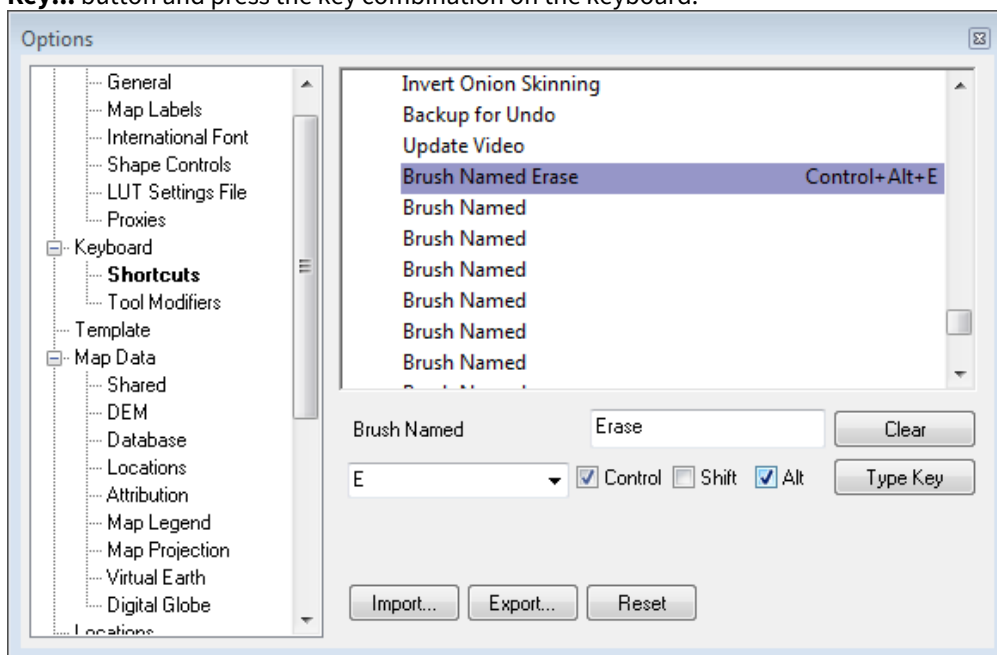 Key... button and press the key combination on the keyboard.
Options
General
Map Labels
International Font
Shape Controls
LUT Settings File
Proxies
Keyboard
Shortcuts
Tool Modifiers
Template
Map Data
Shared
DEM
Database
Locations
Attribution
Map Legend
Map Projection
Virtual Earth
Digital Globe
Locations
Invert Onion Skinning
Backup for Undo
Update Video
Brush Named Erase Control+Alt+E
Brush Named
Brush Named
Brush Named
Brush Named
Brush Named
Brush Named
Brush Named Erase Clear
E Control Shift Alt Type Key
Import... Export... Reset